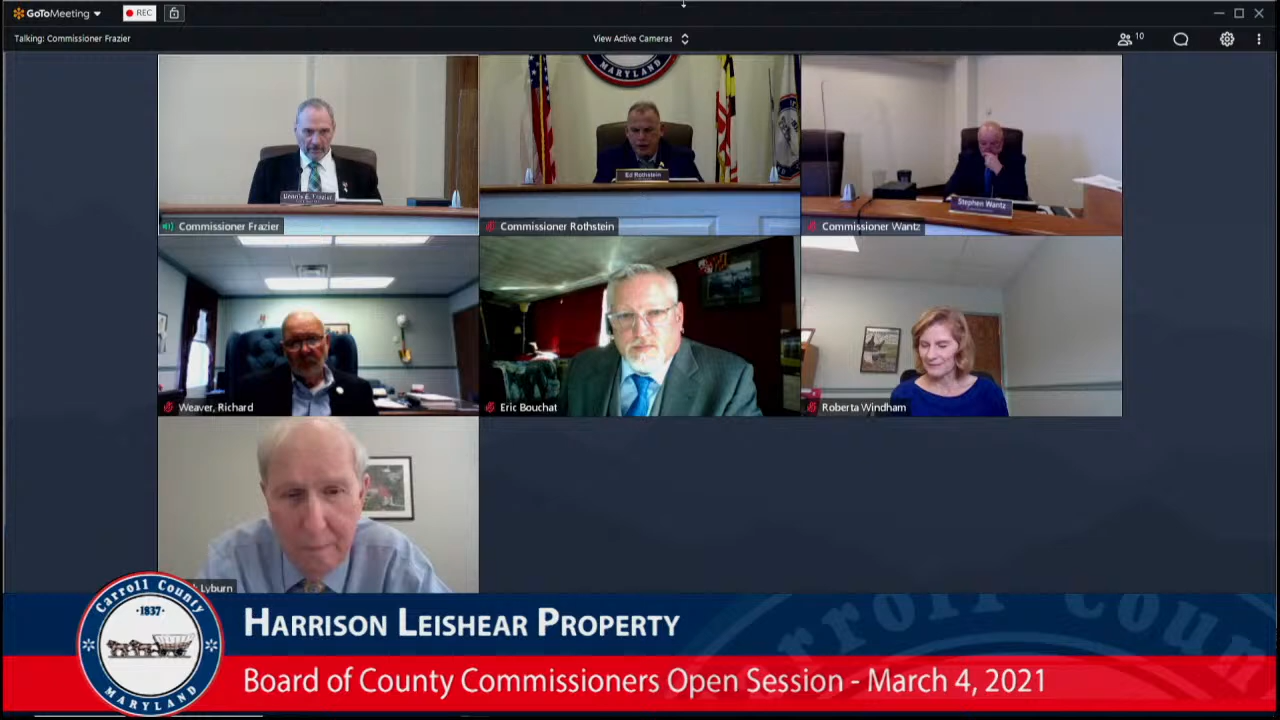 GoToMeeting
REC
Talking: Commissioner Frazier
View Active Cameras
10
MARYLAND
Dennis E. Frazier
Ed Rothstein
Stephen Wantz
Commissioner Frazier
Commissioner Rothstein
Commissioner Wantz
Weaver, Richard
Eric Bouchat
Roberta Windham
Lyburn
Carroll County
·1837·
MARYLAND
HARRISON LEISHEAR PROPERTY
Board of County Commissioners Open Session - March 4, 2021